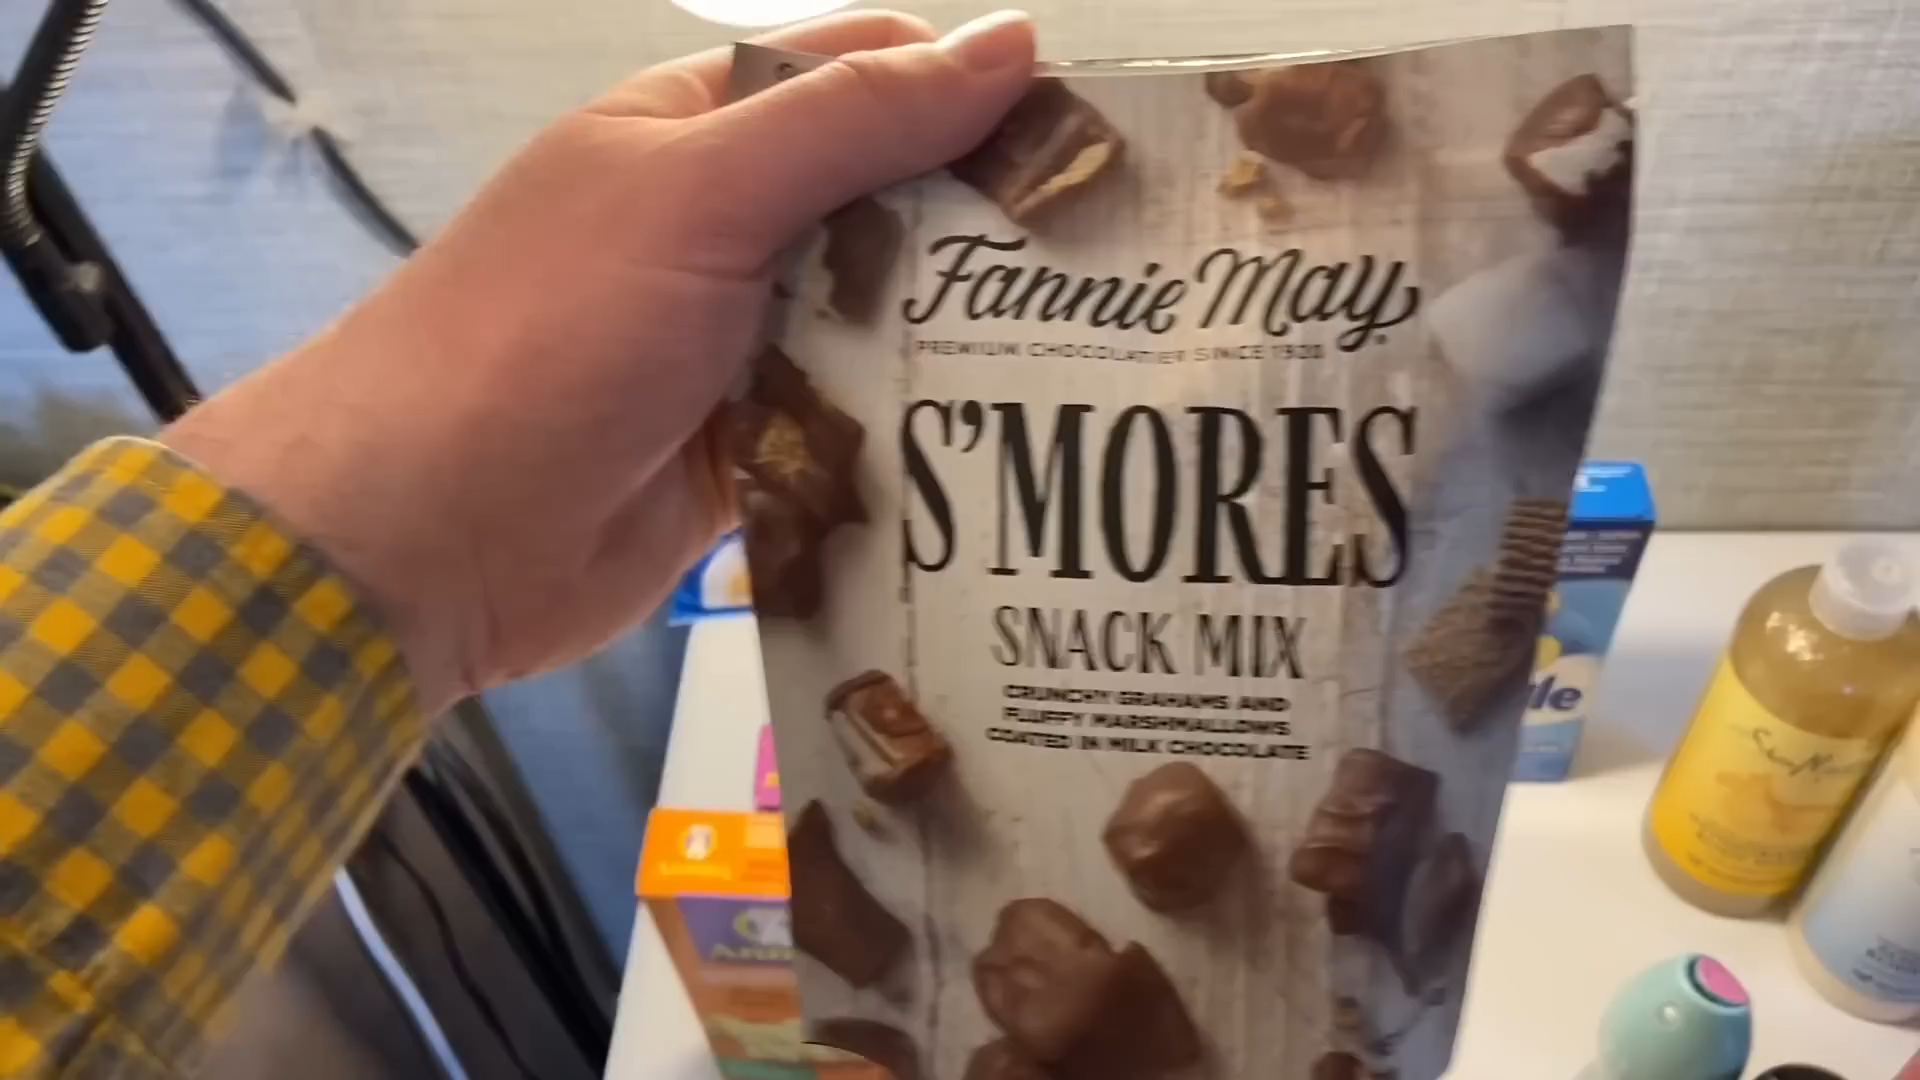 Fannie May
PREMIUM CHOCOLATIER SINCE 1920
S'MORES
SNACK MIX
CRUNCHY GRAHAMS AND
FLUFFY MARSHMALLOWS
COATED IN MILK CHOCOLATE